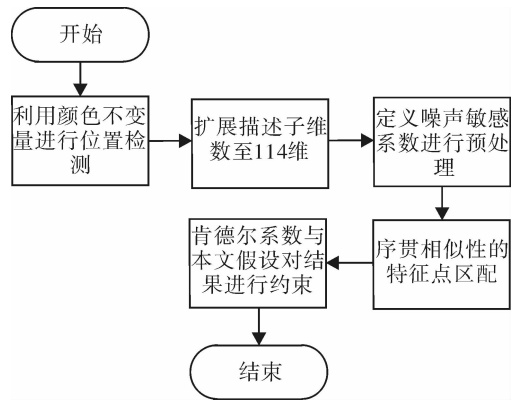 开始
利用颜色不变
量进行位置检
测
扩展描述子维
数至114维
定义噪声敏感
系数进行预处
理
序贯相似性的
特征点区配
肯德尔系数与
本文假设对结
果进行约束
结束